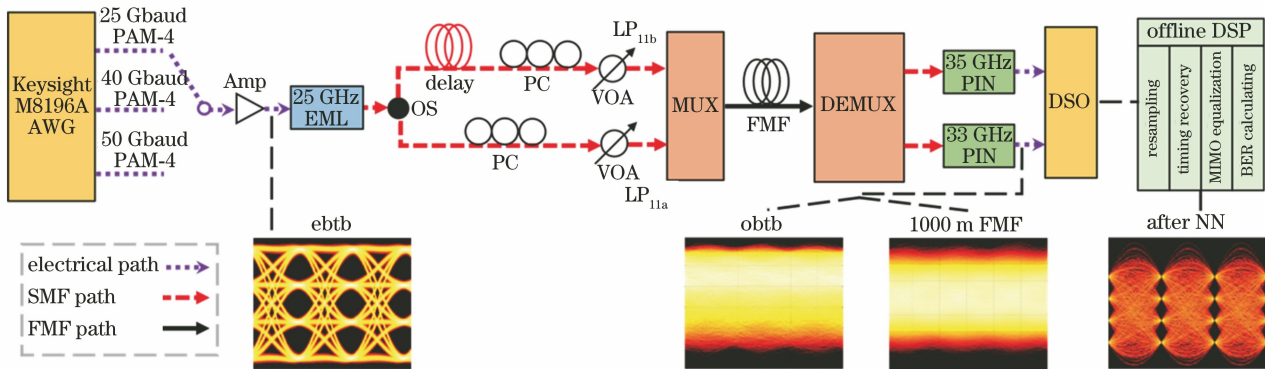 25 Gbaud
PAM-4
40 Gbaud
PAM-4
50 Gbaud
PAM-4
Keysight
M8196A
AWG
Amp
25 GHz
EML
OS
delay
PC
VOA
LP11b
PC
VOA
LP11a
MUX
FMF
DEMUX
35 GHz
PIN
33 GHz
PIN
DSO
offline DSP
resampling
timing recovery
MIMO equalization
BER calculating
electrical path
SMF path
FMF path
ebtb
obtb
1000 m FMF
after NN